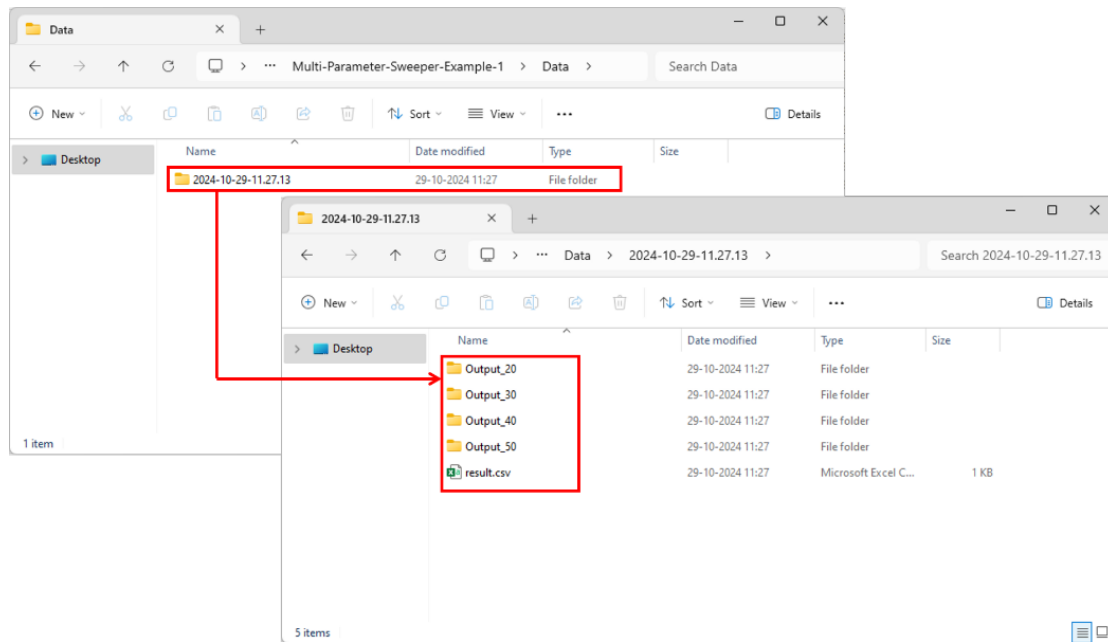 Data
Multi-Parameter-Sweeper-Example-1 > Data >
Search Data
New
Sort
View
Details
Desktop
Name
Date modified
Type
Size
2024-10-29-11.27.13
29-10-2024 11:27
File folder
1 item
2024-10-29-11.27.13
Data > 2024-10-29-11.27.13 >
Search 2024-10-29-11.27.13
New
Sort
View
Details
Desktop
Name
Date modified
Type
Size
Output_20 29-10-2024 11:27 File folder
Output_30 29-10-2024 11:27 File folder
Output_40 29-10-2024 11:27 File folder
Output_50 29-10-2024 11:27 File folder
result.csv 29-10-2024 11:27 Microsoft Excel C... 1 KB
5 items